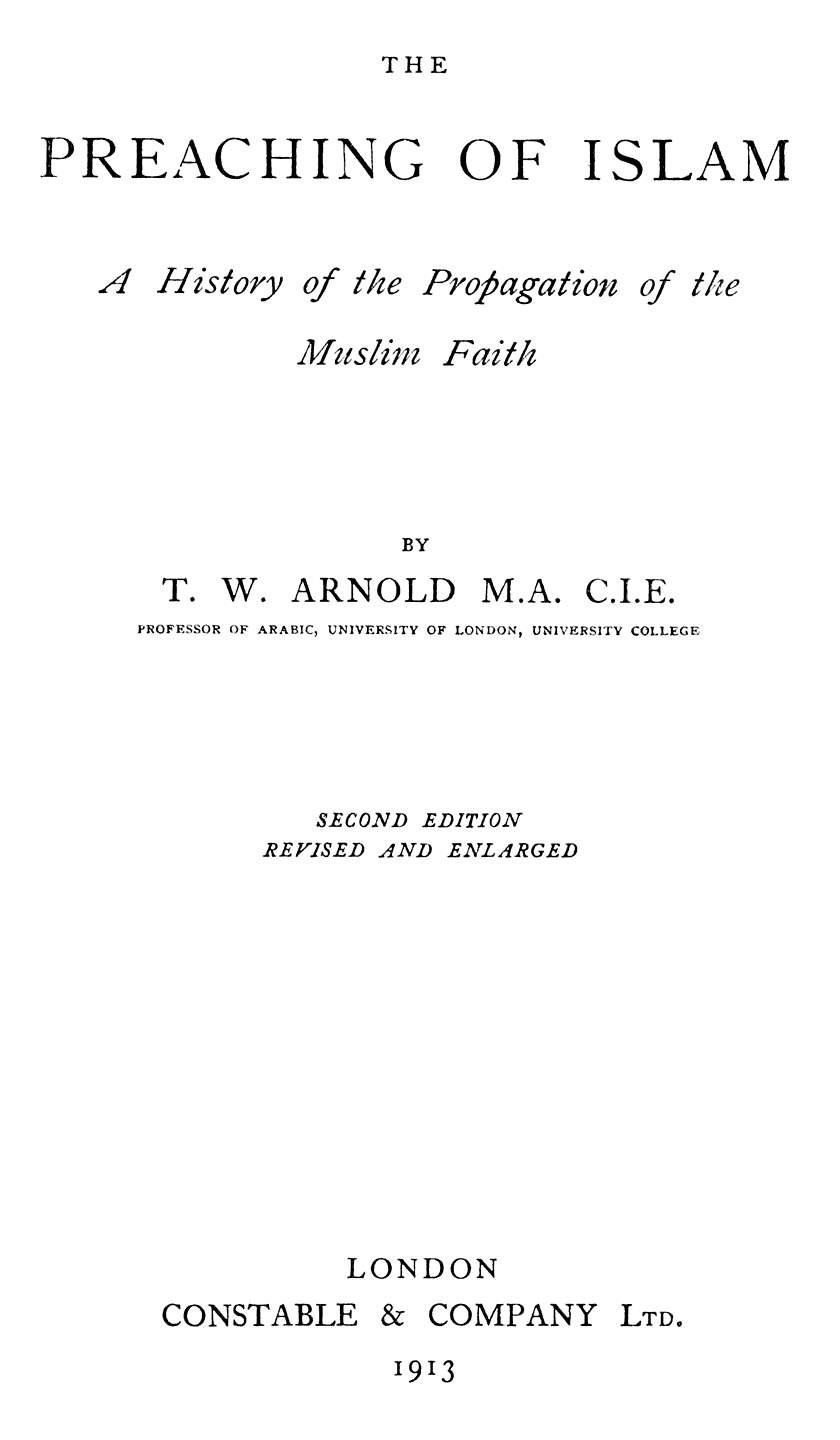 THE
PREACHING OF ISLAM
A History of the Propagation of the
Muslim Faith
BY
T. W. ARNOLD M.A. C.I.E.
PROFESSOR OF ARABIC, UNIVERSITY OF LONDON, UNIVERSITY COLLEGE
SECOND EDITION
REVISED AND ENLARGED
LONDON
CONSTABLE & COMPANY LTD.
1913